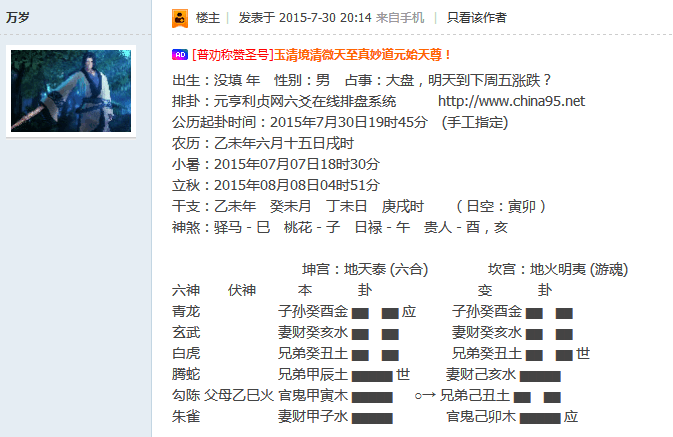 万岁
楼主 | 发表于 2015-7-30 20:14 来自手机 | 只看该作者
AD [普劝称赞圣号]玉清境清微天至真妙道元始天尊！
出生：没填 年 性别：男 占事：大盘，明天到下周五涨跌？
排卦：元亨利贞网六爻在线排盘系统 http://www.china95.net
公历起卦时间：2015年7月30日19时45分 (手工指定)
农历：乙未年六月十五日戌时
小暑：2015年07月07日18时30分
立秋：2015年08月08日04时51分
干支：乙未年 癸未月 丁未日 庚戌时 （ 日空：寅卯 ）
神煞：驿马－巳 桃花－子 日禄－午 贵人－酉，亥
坤宫：地天泰 (六合) 坎宫：地火明夷 (游魂)
六神 伏神 本 卦 变 卦
青龙 子孙癸酉金 ▅▅ ▅▅ 应 子孙癸酉金 ▅▅ ▅▅
玄武 妻财癸亥水 ▅▅ ▅▅ 妻财癸亥水 ▅▅ ▅▅
白虎 兄弟癸丑土 ▅▅ ▅▅ 兄弟癸丑土 ▅▅ ▅▅ 世
腾蛇 兄弟甲辰土 ▅▅▅▅▅ 世 妻财己亥水 ▅▅▅▅▅
勾陈 父母乙巳火 官鬼甲寅木 ▅▅▅▅▅ ○→ 兄弟己丑土 ▅▅ ▅▅
朱雀 妻财甲子水 ▅▅▅▅▅ 官鬼己卯木 ▅▅▅▅▅ 应